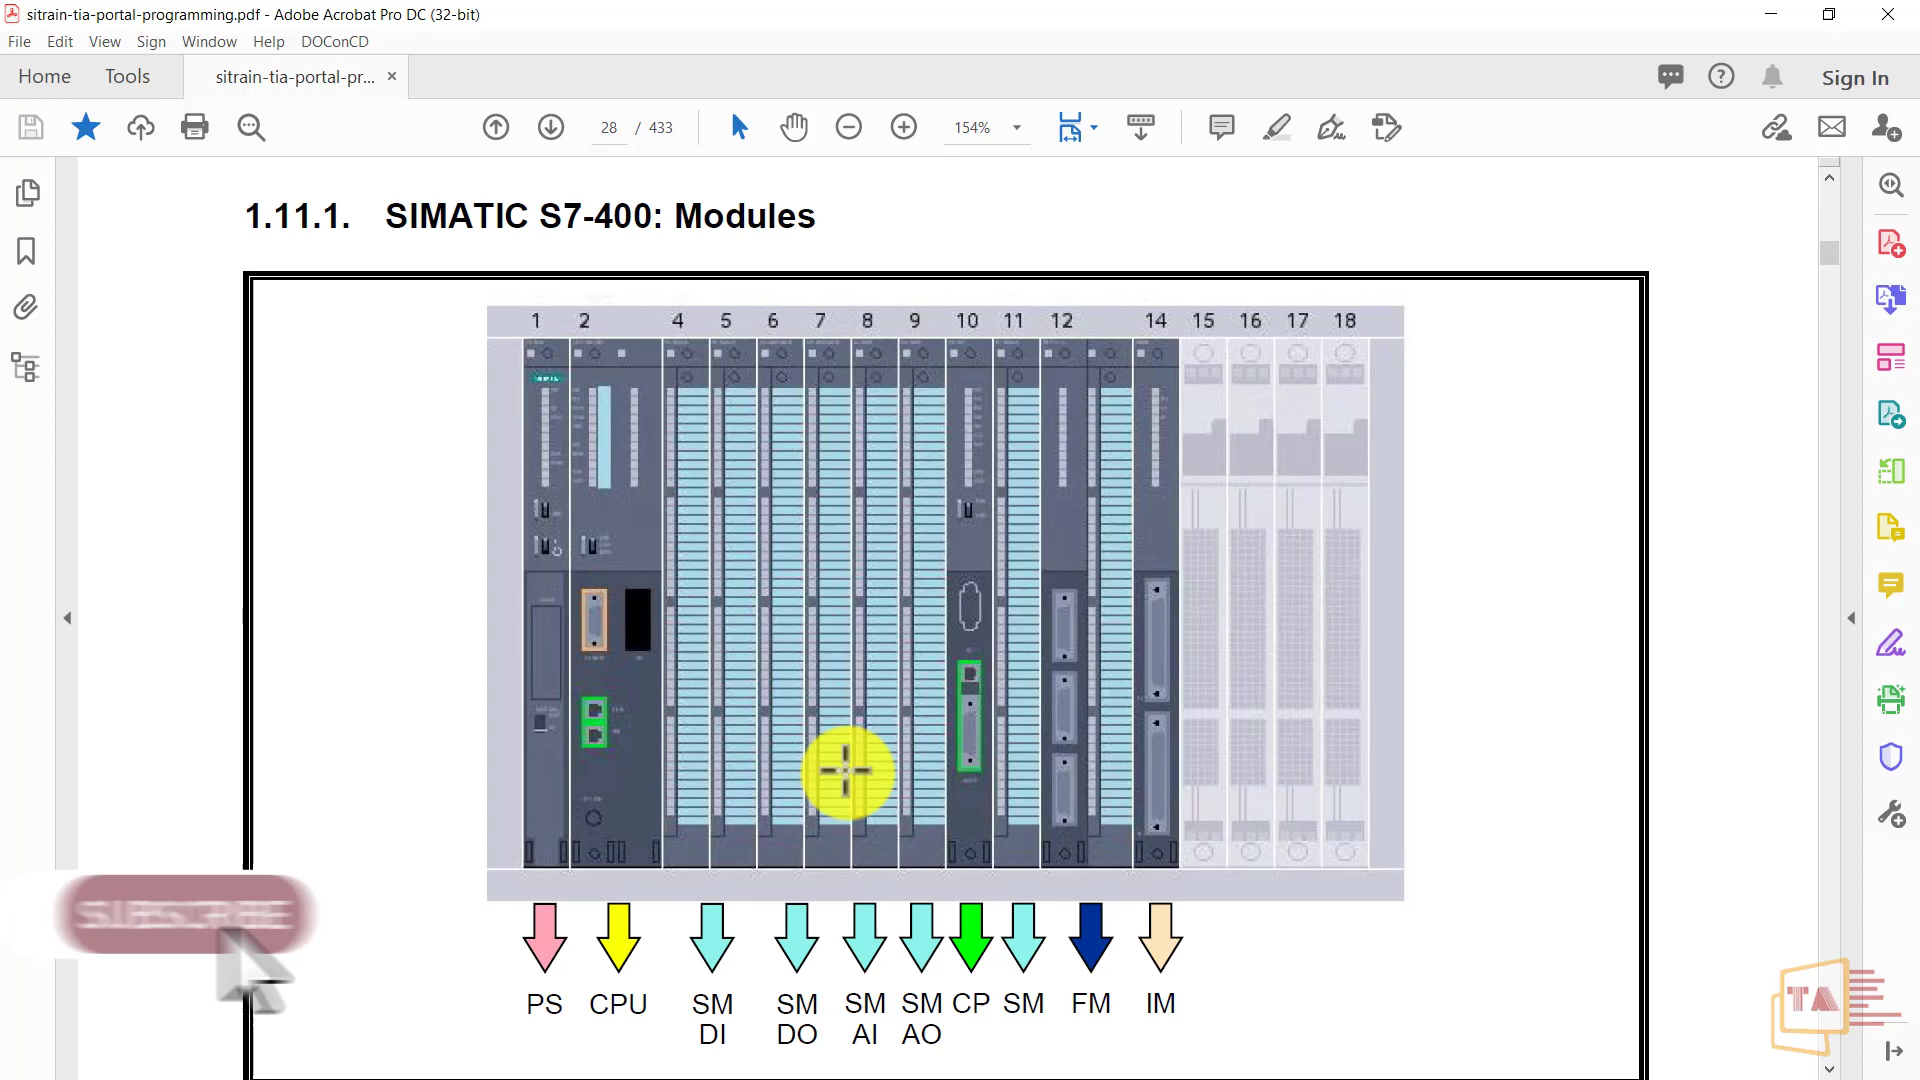 sitrain-tia-portal-programming.pdf - Adobe Acrobat Pro DC (32-bit)
File Edit View Sign Window Help DOConCD
Home Tools sitrain-tia-portal-pr... × Sign In
28 / 433 154%
1.11.1. SIMATIC S7-400: Modules
1 2 4 5 6 7 8 9 10 11 12 14 15 16 17 18
SUBSCRIBE
PS CPU SM SM SM SM CP SM FM IM
DI DO AI AO
TA